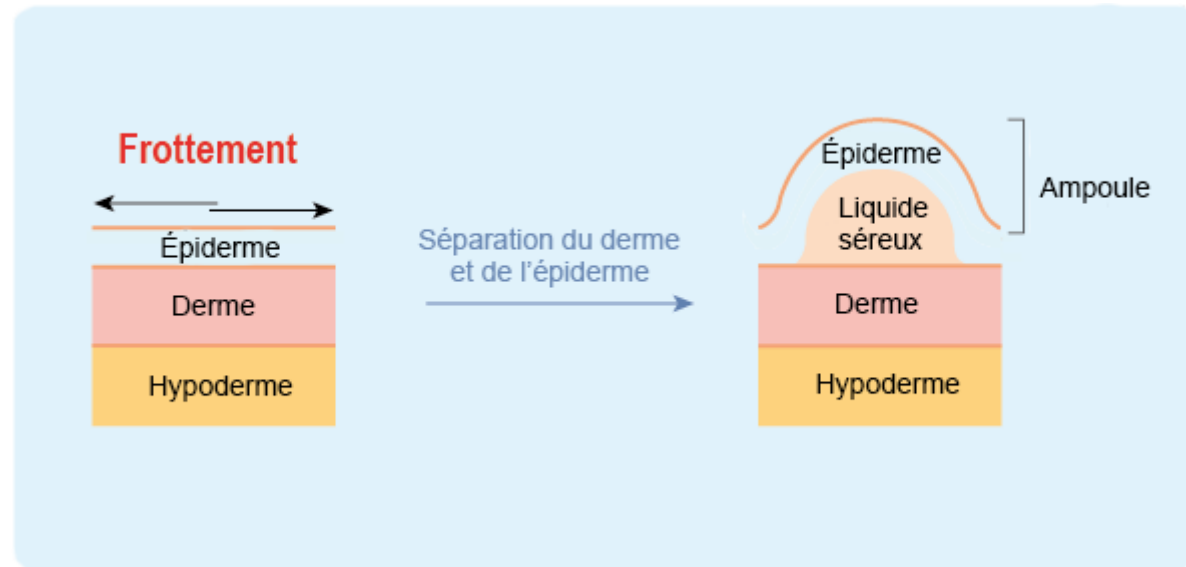 Frottement
Épiderme
Derme
Hypoderme
Séparation du derme
et de l'épiderme
Épiderme
Liquide
séreux
Derme
Hypoderme
Ampoule